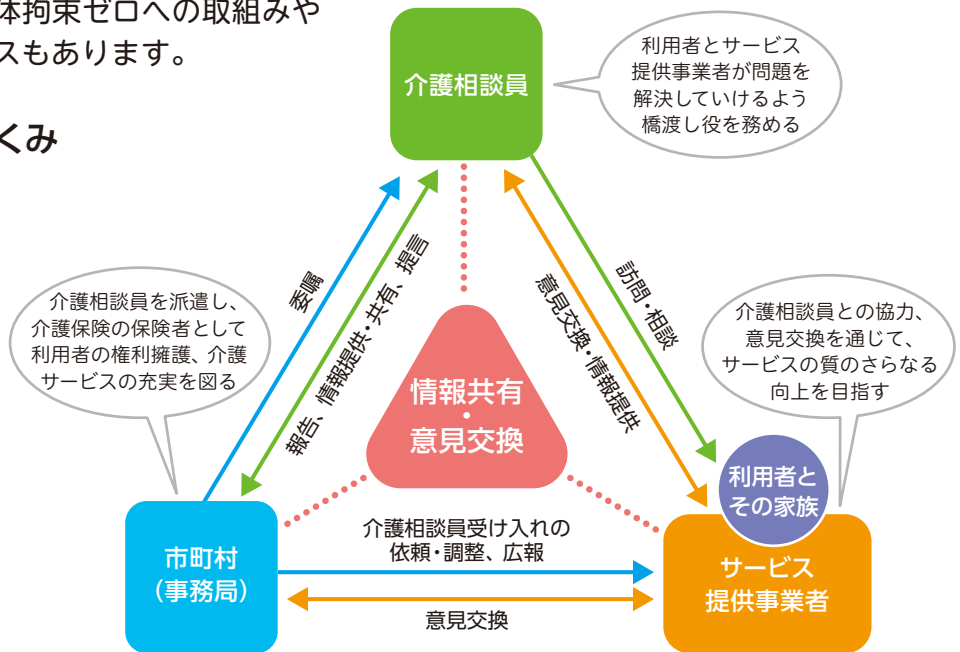 体拘束ゼロへの取組みや
スもあります。
くみ
介護相談員
利用者とサービス
提供事業者が問題を
解決していけるよう
橋渡し役を務める
委嘱
報告、情報提供・共有、提言
意見交換・情報提供
訪問・相談
介護相談員を派遣し、
介護保険の保険者として
利用者の権利擁護、介護
サービスの充実を図る
介護相談員との協力、
意見交換を通じて、
サービスの質のさらなる
向上を目指す
情報共有
・
意見交換
利用者と
その家族
市町村
（事務局）
介護相談員受け入れの
依頼・調整、広報
意見交換
サービス
提供事業者